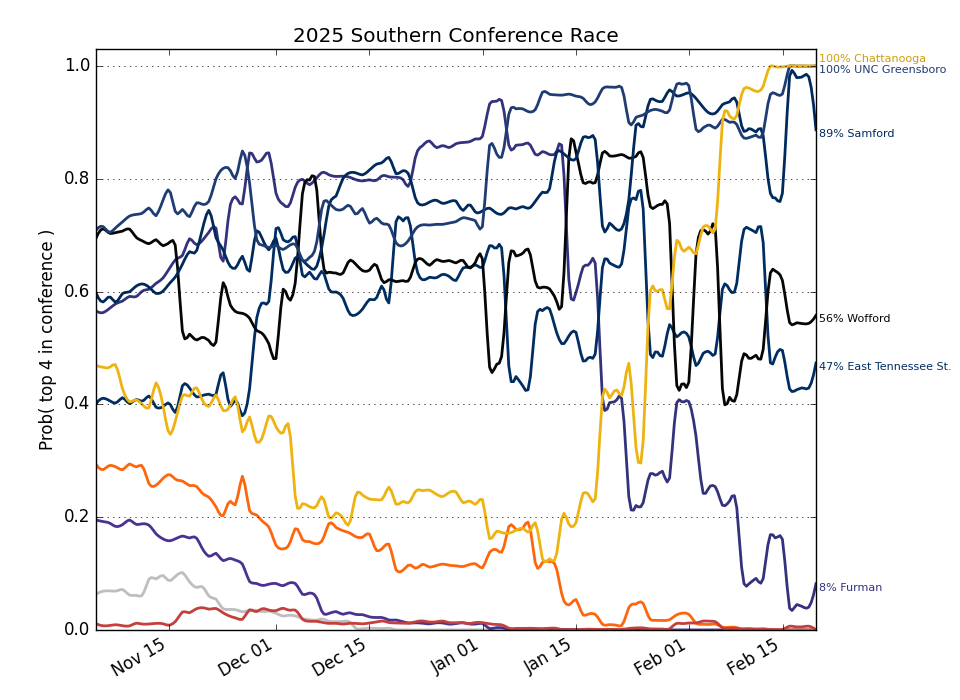 2025 Southern Conference Race
Prob( top 4 in conference )
1.0
0.8
0.6
0.4
0.2
0.0
100% Chattanooga
100% UNC Greensboro
89% Samford
56% Wofford
47% East Tennessee St.
8% Furman
Nov 15
Dec 01
Dec 15
Jan 01
Jan 15
Feb 01
Feb 15